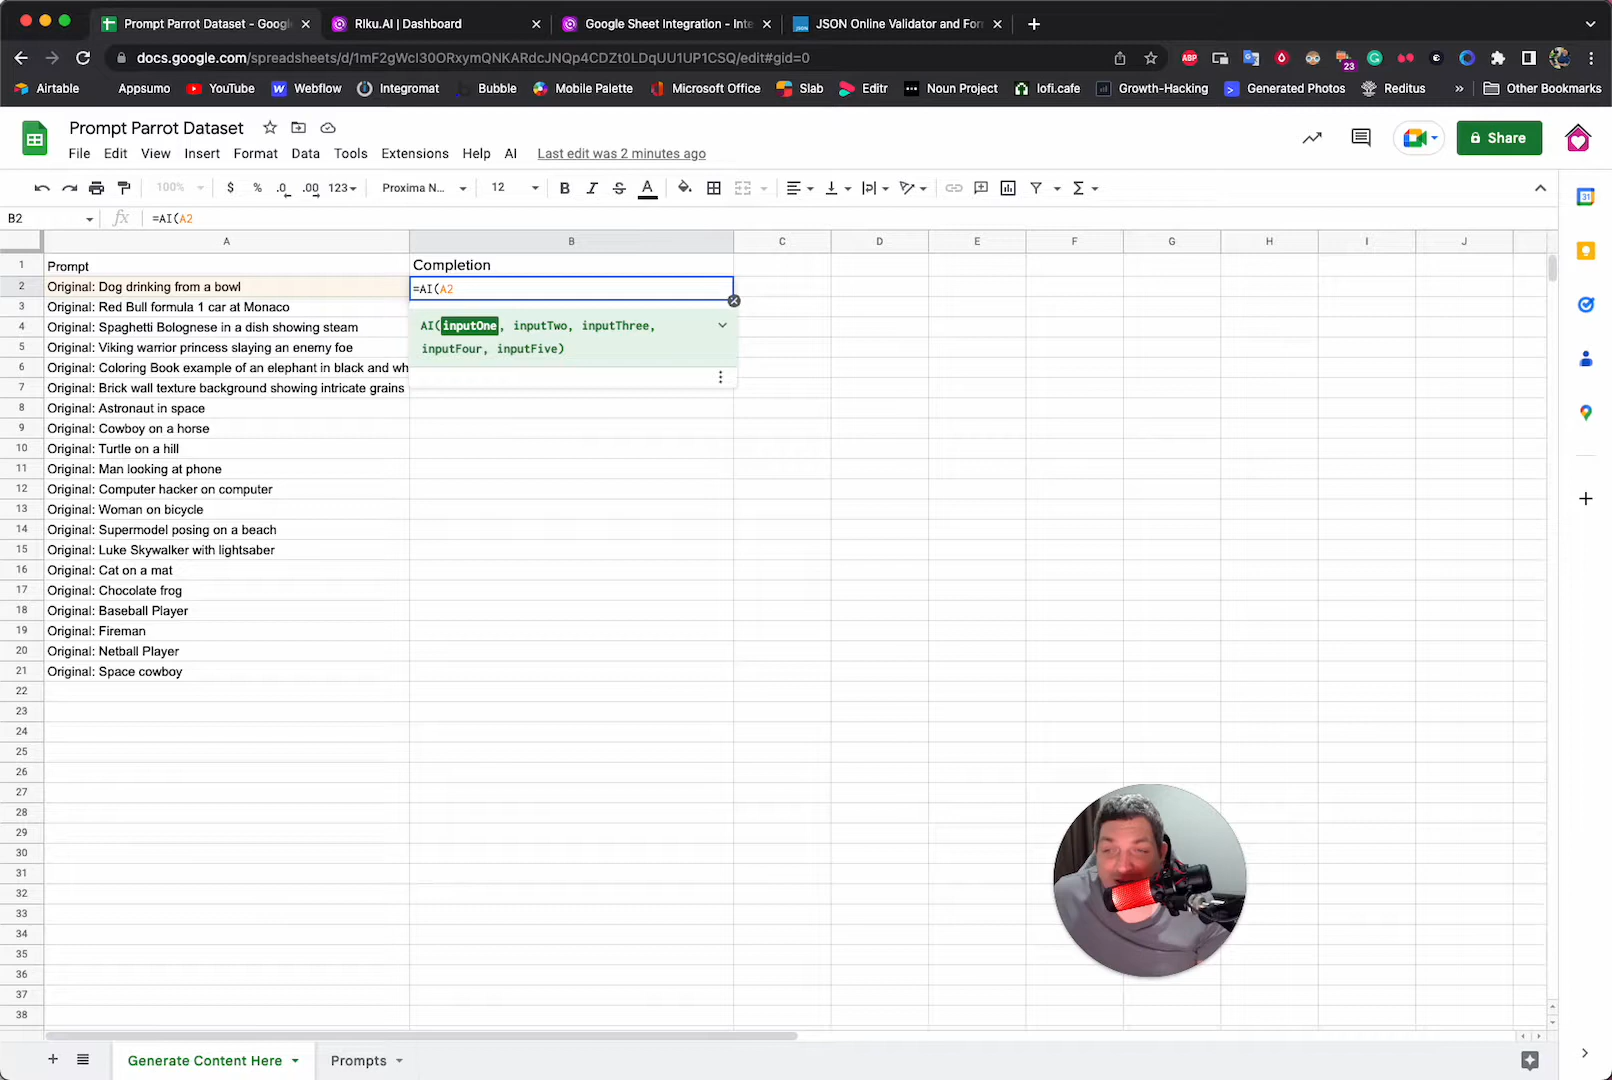 Prompt Parrot Dataset - Google
RIku.AI | Dashboard
Google Sheet Integration - Inte
JSON Online Validator and For
docs.google.com/spreadsheets/d/1mF2gWcI30ORxymQNKARdcJNQp4CDZt0LDqUU1UP1CSQ/edit#gid=0
ABP
23
Airtable
Appsumo
YouTube
Webflow
Integromat
Bubble
Mobile Palette
Microsoft Office
Slab
Editr
Noun Project
lofi.cafe
Growth-Hacking
Generated Photos
Reditus
»
Other Bookmarks
Prompt Parrot Dataset
File Edit View Insert Format Data Tools Extensions Help AI Last edit was 2 minutes ago
Share
100% $ % .0 .00 123 Proxima N... 12 B I S A
B2 fx =AI(A2
A B C D E F G H I J
1 Prompt Completion
2 Original: Dog drinking from a bowl =AI(A2
3 Original: Red Bull formula 1 car at Monaco
4 Original: Spaghetti Bolognese in a dish showing steam
AI(inputOne, inputTwo, inputThree,
5 Original: Viking warrior princess slaying an enemy foe
inputFour, inputFive)
6 Original: Coloring Book example of an elephant in black and wh
7 Original: Brick wall texture background showing intricate grains
8 Original: Astronaut in space
9 Original: Cowboy on a horse
10 Original: Turtle on a hill
11 Original: Man looking at phone
12 Original: Computer hacker on computer
13 Original: Woman on bicycle
14 Original: Supermodel posing on a beach
15 Original: Luke Skywalker with lightsaber
16 Original: Cat on a mat
17 Original: Chocolate frog
18 Original: Baseball Player
19 Original: Fireman
20 Original: Netball Player
21 Original: Space cowboy
22
23
24
25
26
27
28
29
30
31
32
33
34
35
36
37
38
31
Generate Content Here
Prompts